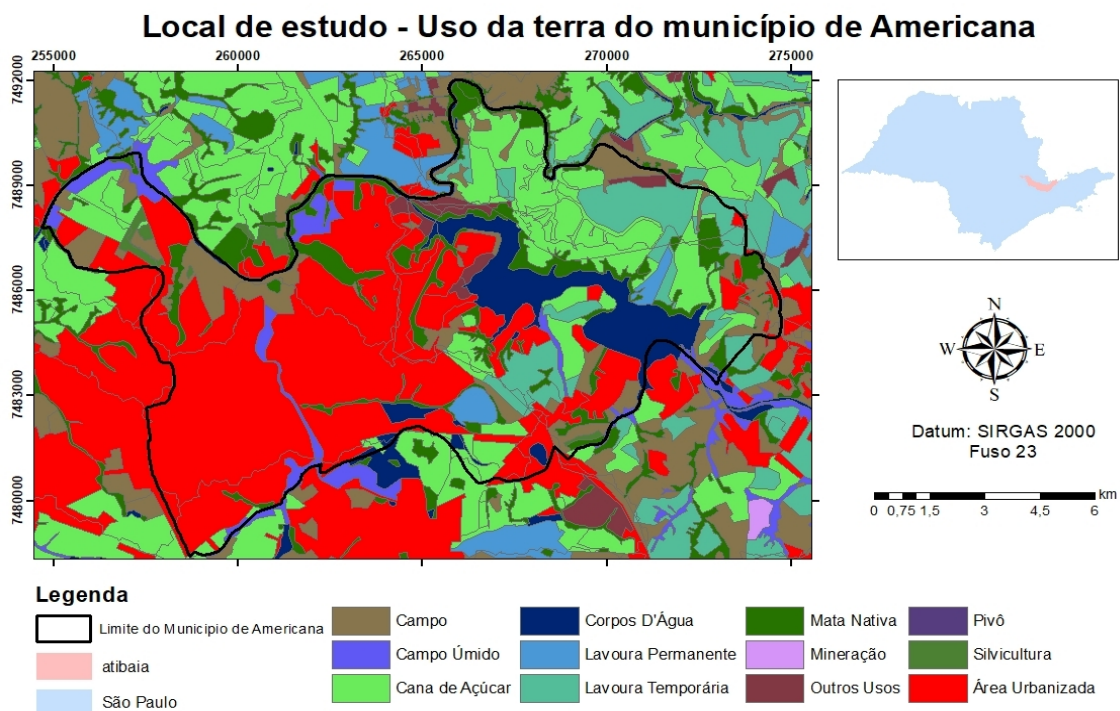 Local de estudo - Uso da terra do município de Americana
255000 260000 265000 270000 275000
7492000
7489000
7486000
7483000
7480000
N
W E
S
Datum: SIRGAS 2000
Fuso 23
km
0 0,75 1,5 3 4,5 6
Legenda
Limite do Municipio de Americana
atibaia
São Paulo
Campo
Campo Úmido
Cana de Açúcar
Corpos D'Água
Lavoura Permanente
Lavoura Temporária
Mata Nativa
Mineração
Outros Usos
Pivô
Silvicultura
Área Urbanizada